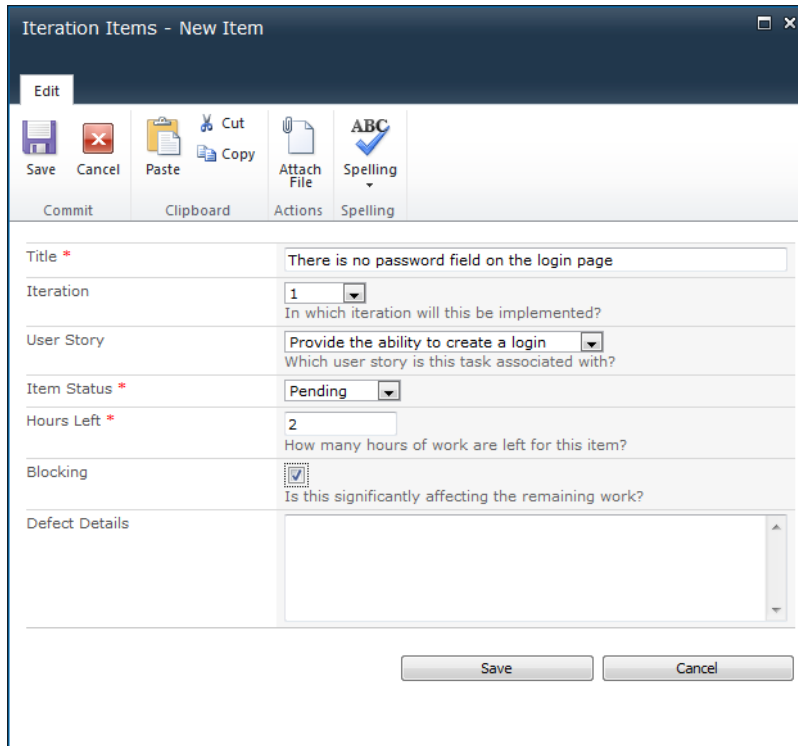 Iteration Items - New Item
Edit
Save
Cancel
Paste
Cut
Copy
Attach
File
ABC
Spelling
Commit
Clipboard
Actions
Spelling
Title *
There is no password field on the login page
Iteration
1
In which iteration will this be implemented?
User Story
Provide the ability to create a login
Which user story is this task associated with?
Item Status *
Pending
Hours Left *
2
How many hours of work are left for this item?
Blocking
Is this significantly affecting the remaining work?
Defect Details
Save
Cancel